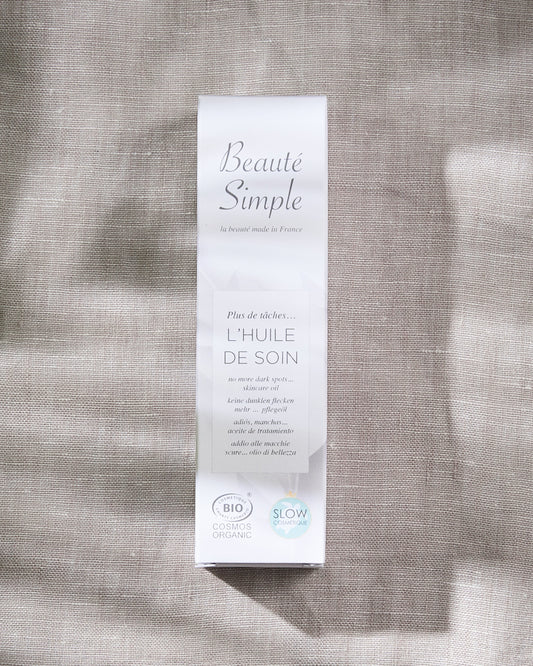 Beauté
Simple
la beauté made in France
Plus de tâches...
L'HUILE
DE SOIN
no more dark spots...
skincare oil
keine dunklen flecken
mehr ... pflegeöl
adiós, manchas...
aceite de tratamiento
addio alle macchie
scure... olio di bellezza
BIO
COSMOS
ORGANIC
SLOW
COSMÉTIQUE